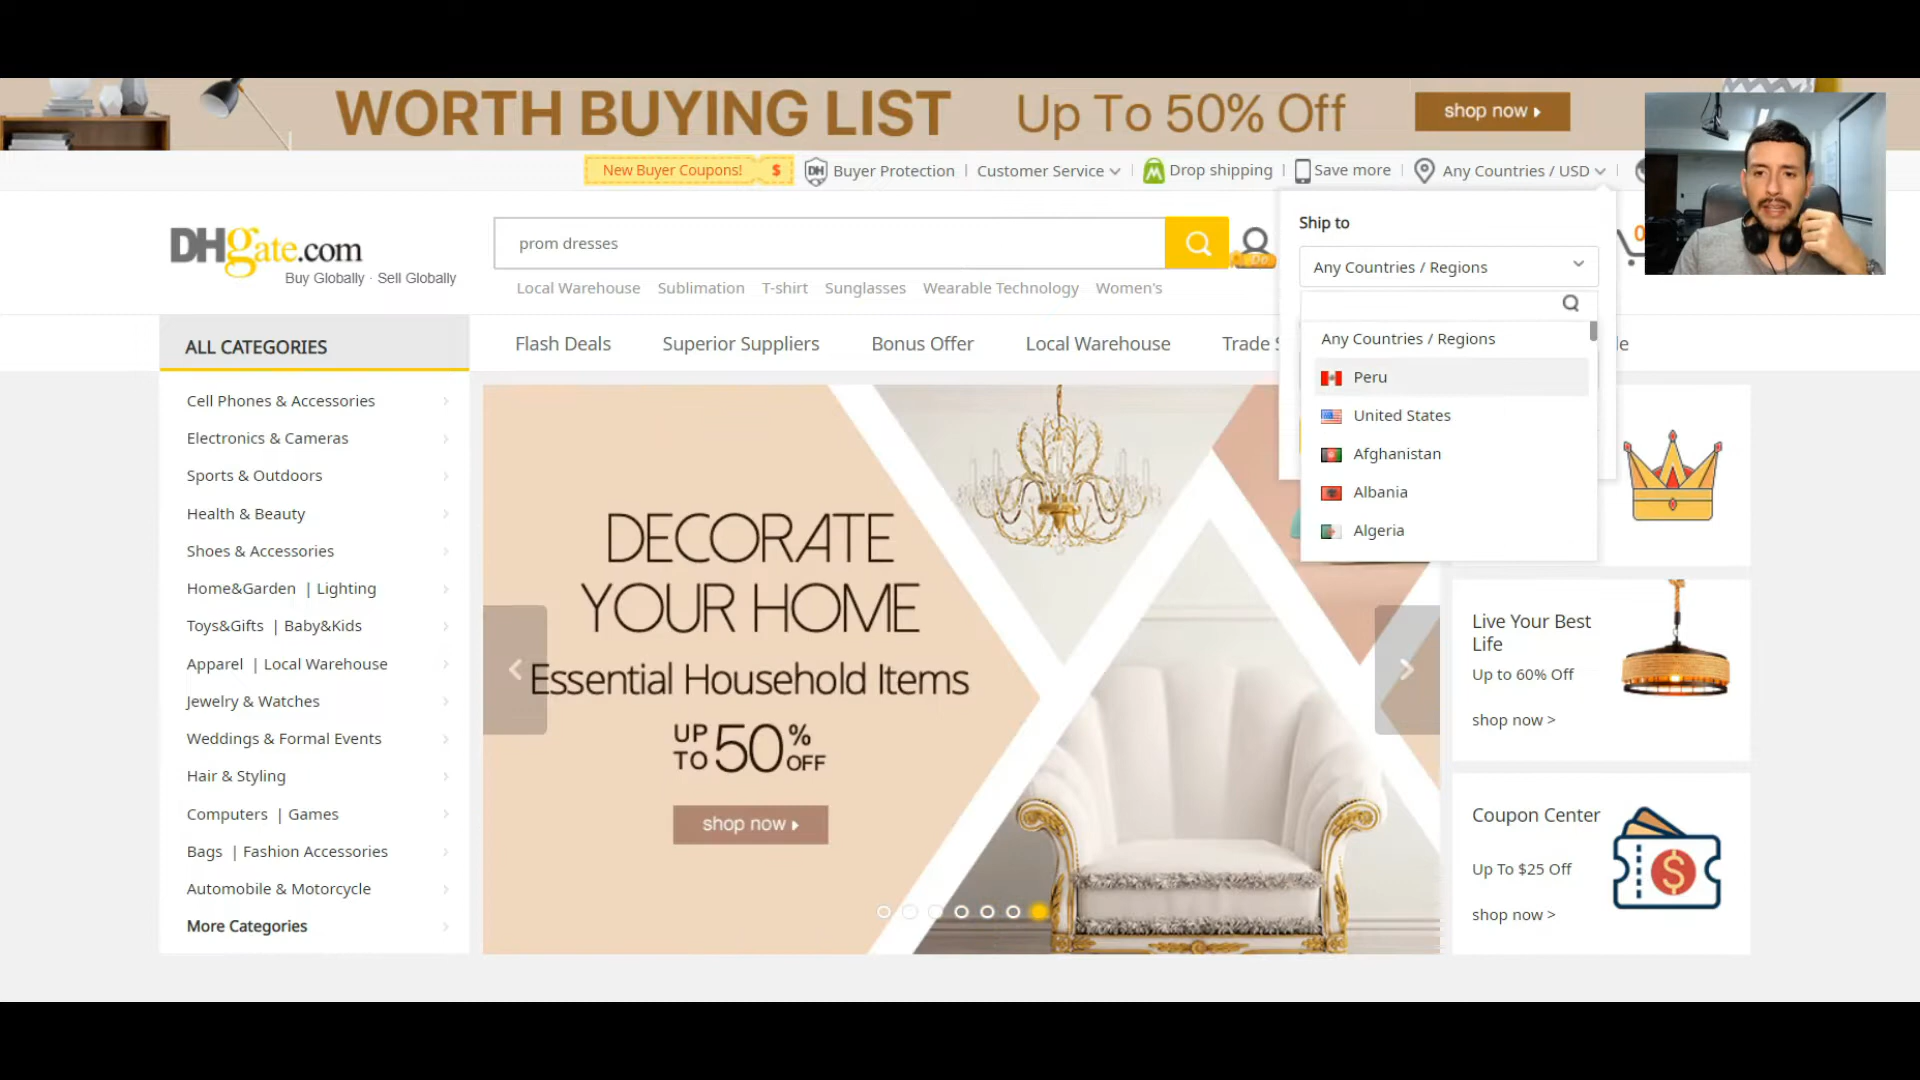 WORTH BUYING LIST Up To 50% Off shop now
New Buyer Coupons! $ DH Buyer Protection Customer Service Drop shipping Save more Any Countries / USD
DHgate.com
Buy Globally · Sell Globally
prom dresses
Do
0
Local Warehouse Sublimation T-shirt Sunglasses Wearable Technology Women's
Ship to
Any Countries / Regions
Any Countries / Regions
Peru
United States
Afghanistan
Albania
Algeria
ALL CATEGORIES
Flash Deals Superior Suppliers Bonus Offer Local Warehouse Trade
Cell Phones & Accessories
Electronics & Cameras
Sports & Outdoors
Health & Beauty
Shoes & Accessories
Home&Garden | Lighting
Toys&Gifts | Baby&Kids
Apparel | Local Warehouse
Jewelry & Watches
Weddings & Formal Events
Hair & Styling
Computers | Games
Bags | Fashion Accessories
Automobile & Motorcycle
More Categories
DECORATE
YOUR HOME
Essential Household Items
UP TO 50% OFF
shop now
Live Your Best
Life
Up to 60% Off
shop now >
Coupon Center
Up To $25 Off
shop now >
$